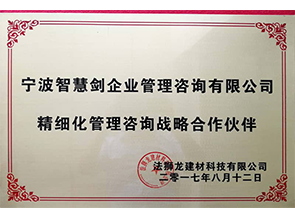 宁波智慧剑企业管理咨询有限公司
精细化管理咨询战略合作伙伴
法狮龙建材科技有限公司
二零一七年八月十二日